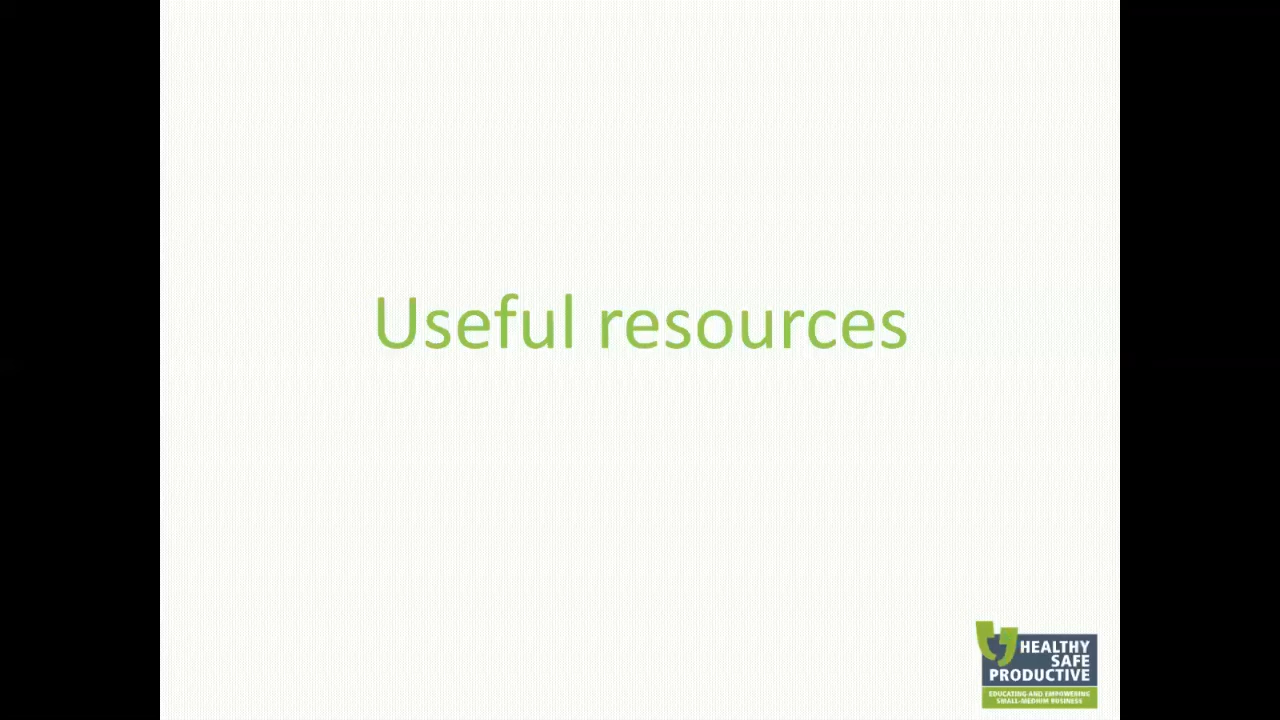 Useful resources
HEALTHY
SAFE
PRODUCTIVE
EDUCATING AND EMPOWERING
SMALL-MEDIUM BUSINESS